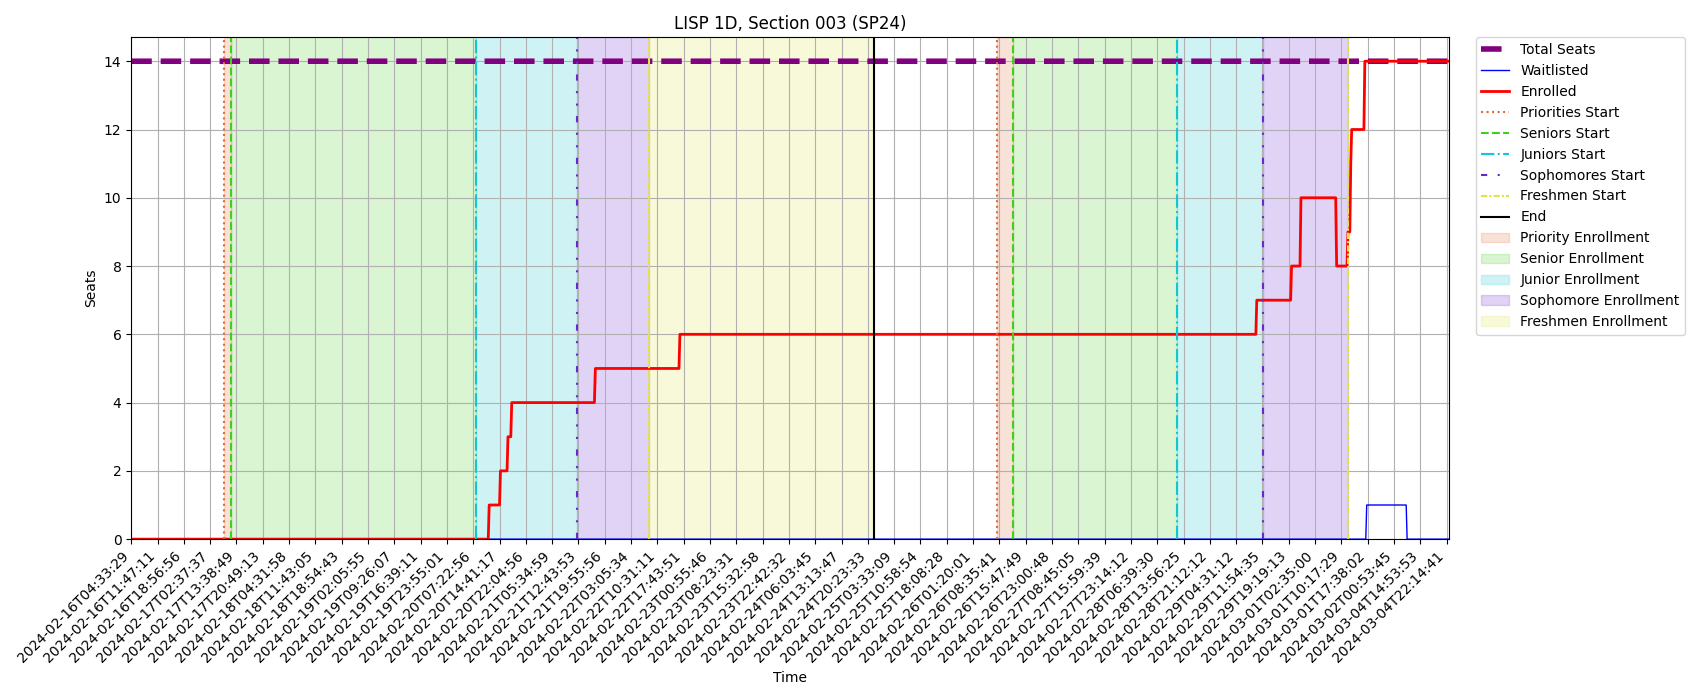 LISP 1D, Section 003 (SP24)
Seats
14
12
10
8
6
4
2
0
2024-02-16T04:33:29
2024-02-16T11:47:11
2024-02-16T18:56:56
2024-02-17T02:37:37
2024-02-17T13:38:49
2024-02-17T20:49:13
2024-02-18T04:31:58
2024-02-18T11:43:05
2024-02-18T18:54:43
2024-02-19T02:05:55
2024-02-19T09:26:07
2024-02-19T16:39:11
2024-02-19T23:55:01
2024-02-20T07:22:56
2024-02-20T14:41:17
2024-02-20T22:04:56
2024-02-21T05:34:59
2024-02-21T12:43:53
2024-02-21T19:55:56
2024-02-22T03:05:34
2024-02-22T10:31:11
2024-02-22T17:43:51
2024-02-23T00:55:46
2024-02-23T08:23:31
2024-02-23T15:32:58
2024-02-23T22:42:32
2024-02-24T06:03:45
2024-02-24T13:13:47
2024-02-24T20:23:33
2024-02-25T03:33:09
2024-02-25T10:58:54
2024-02-25T18:08:28
2024-02-26T01:20:01
2024-02-26T08:35:41
2024-02-26T15:47:49
2024-02-26T23:00:48
2024-02-27T08:45:05
2024-02-27T15:59:39
2024-02-27T23:14:12
2024-02-28T06:39:30
2024-02-28T13:56:25
2024-02-28T21:12:12
2024-02-29T04:31:12
2024-02-29T11:54:35
2024-02-29T19:19:13
2024-03-01T02:35:00
2024-03-01T10:17:29
2024-03-01T17:38:02
2024-03-02T00:53:45
2024-03-04T14:53:53
2024-03-04T22:14:41
Time
Total Seats
Waitlisted
Enrolled
Priorities Start
Seniors Start
Juniors Start
Sophomores Start
Freshmen Start
End
Priority Enrollment
Senior Enrollment
Junior Enrollment
Sophomore Enrollment
Freshmen Enrollment